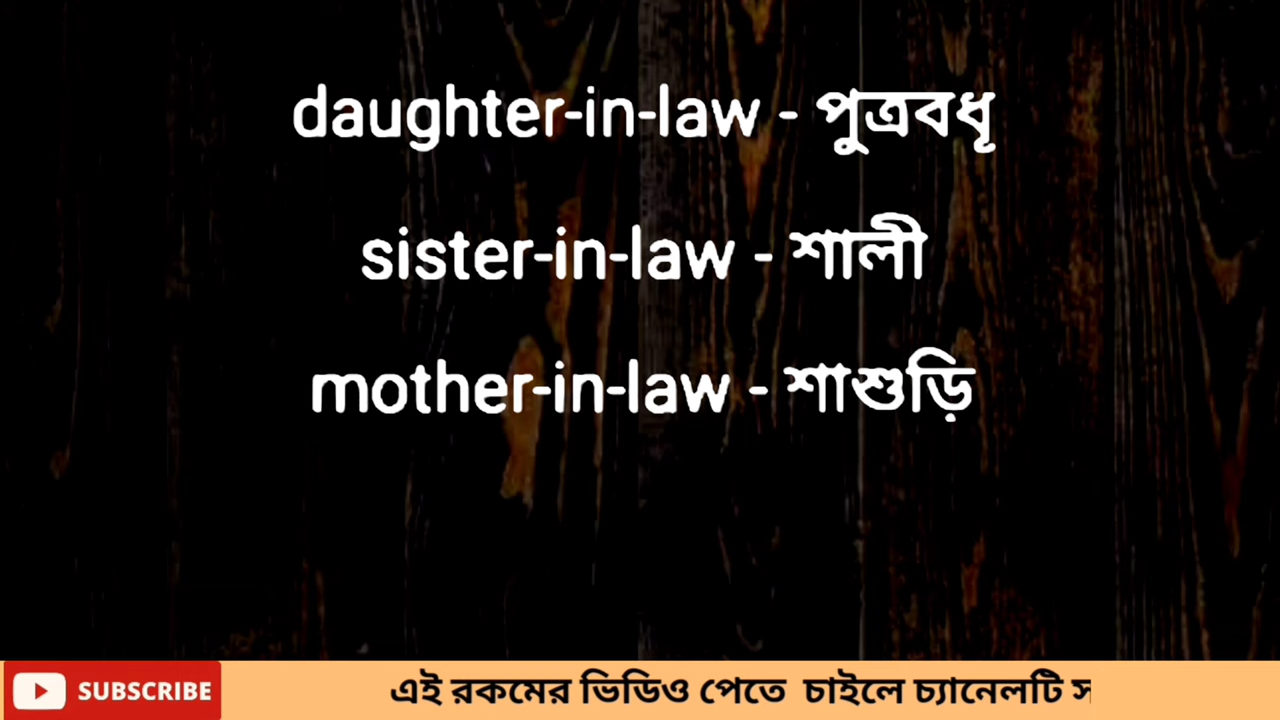 daughter-in-law - পুত্রবধূ
sister-in-law - শালী
mother-in-law - শাশুড়ি
SUBSCRIBE
এই রকমের ভিডিও পেতে চাইলে চ্যানেলটি